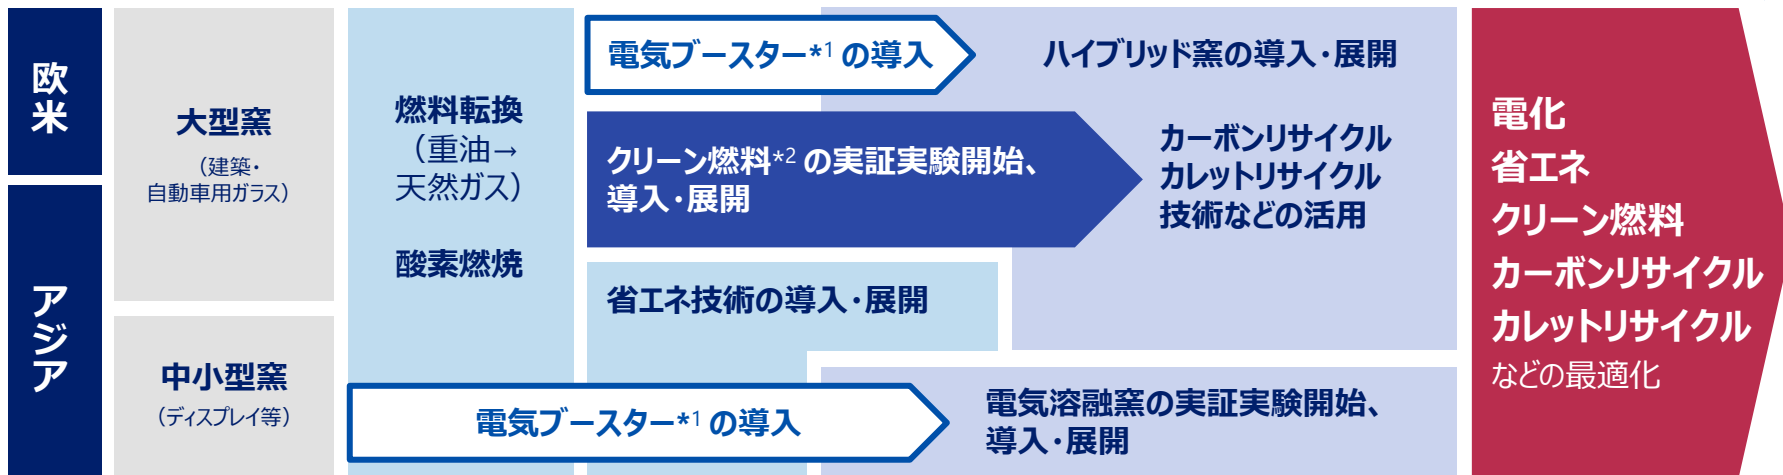 欧米
アジア
大型窯
（建築・
自動車用ガラス）
中小型窯
（ディスプレイ等）
燃料転換
（重油→
天然ガス）
酸素燃焼
電気ブースター*1 の導入
クリーン燃料*2 の実証実験開始、
導入・展開
省エネ技術の導入・展開
電気ブースター*1 の導入
ハイブリッド窯の導入・展開
カーボンリサイクル
カレットリサイクル
技術などの活用
電気溶融窯の実証実験開始、
導入・展開
電化
省エネ
クリーン燃料
カーボンリサイクル
カレットリサイクル
などの最適化